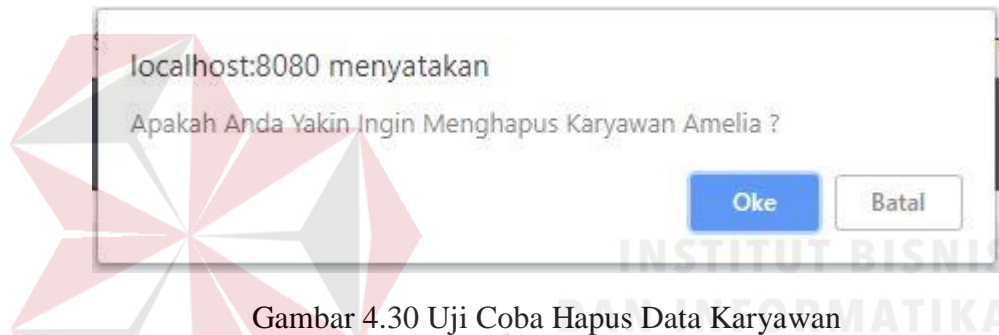 localhost:8080 menyatakan
Apakah Anda Yakin Ingin Menghapus Karyawan Amelia ?
Oke
Batal
INSTITUT BISNIS
DAN INFORMATIKA
Gambar 4.30 Uji Coba Hapus Data Karyawan